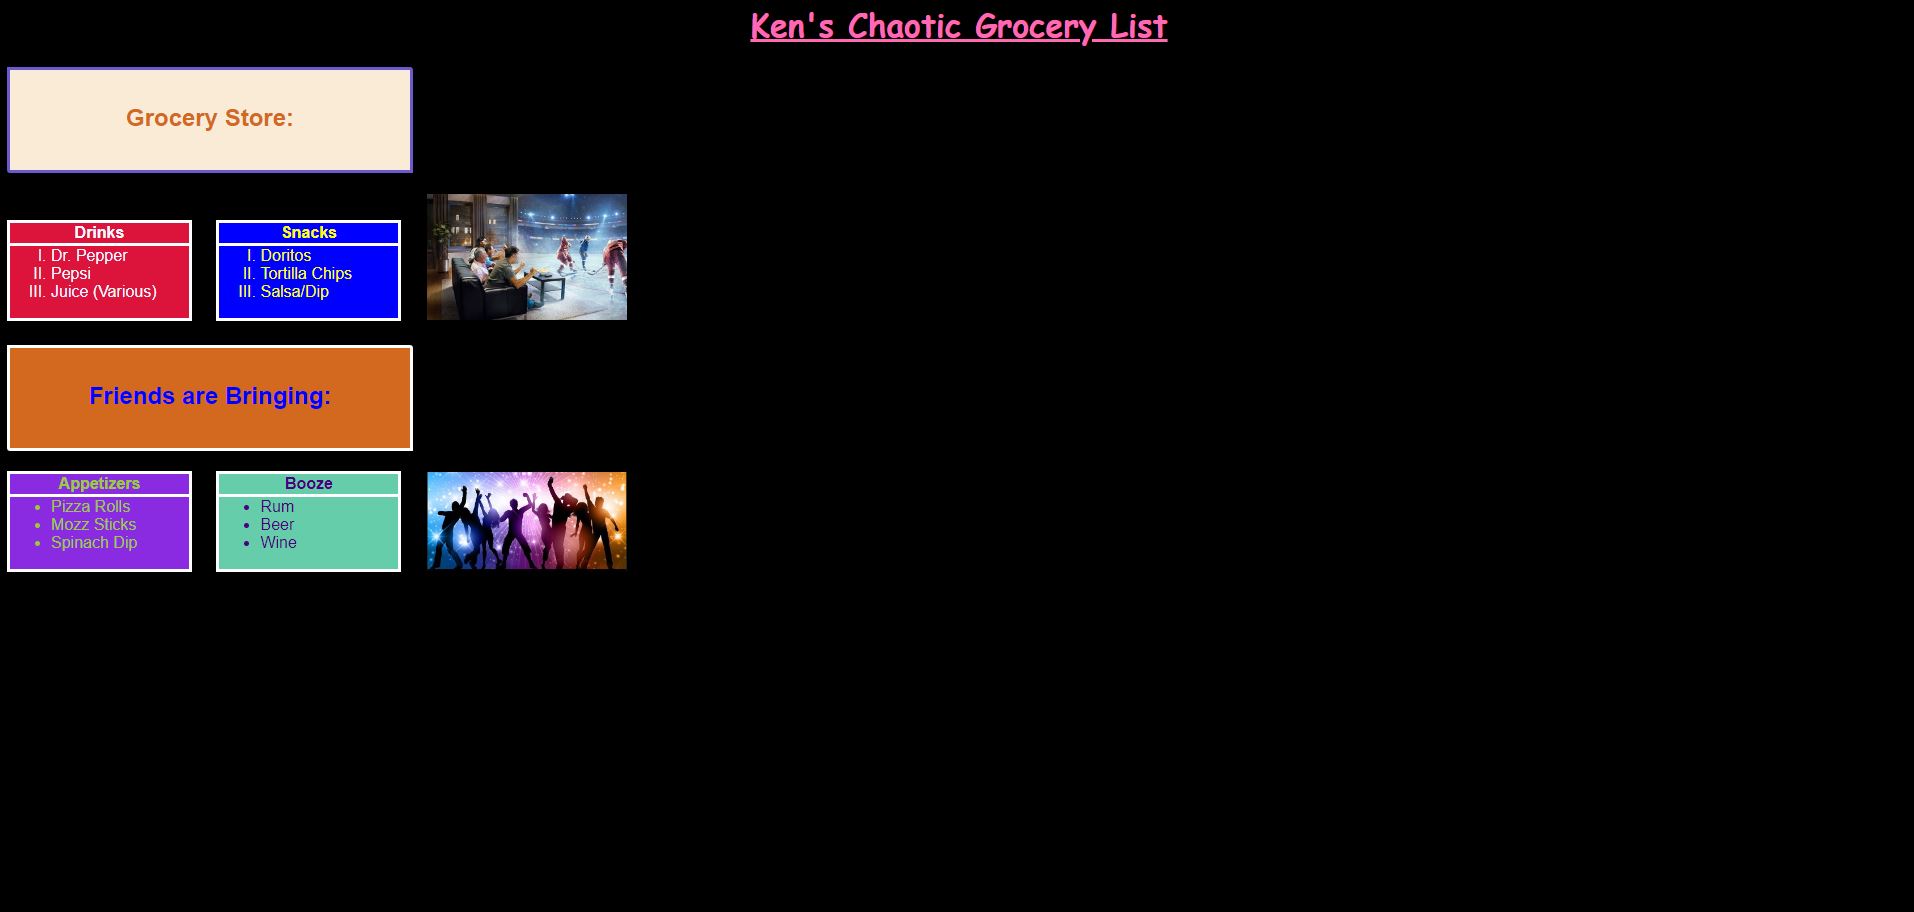 Ken's Chaotic Grocery List
Grocery Store:
Drinks
I. Dr. Pepper
II. Pepsi
III. Juice (Various)
Snacks
I. Doritos
II. Tortilla Chips
III. Salsa/Dip
Friends are Bringing:
Appetizers
• Pizza Rolls
• Mozz Sticks
• Spinach Dip
Booze
• Rum
• Beer
• Wine